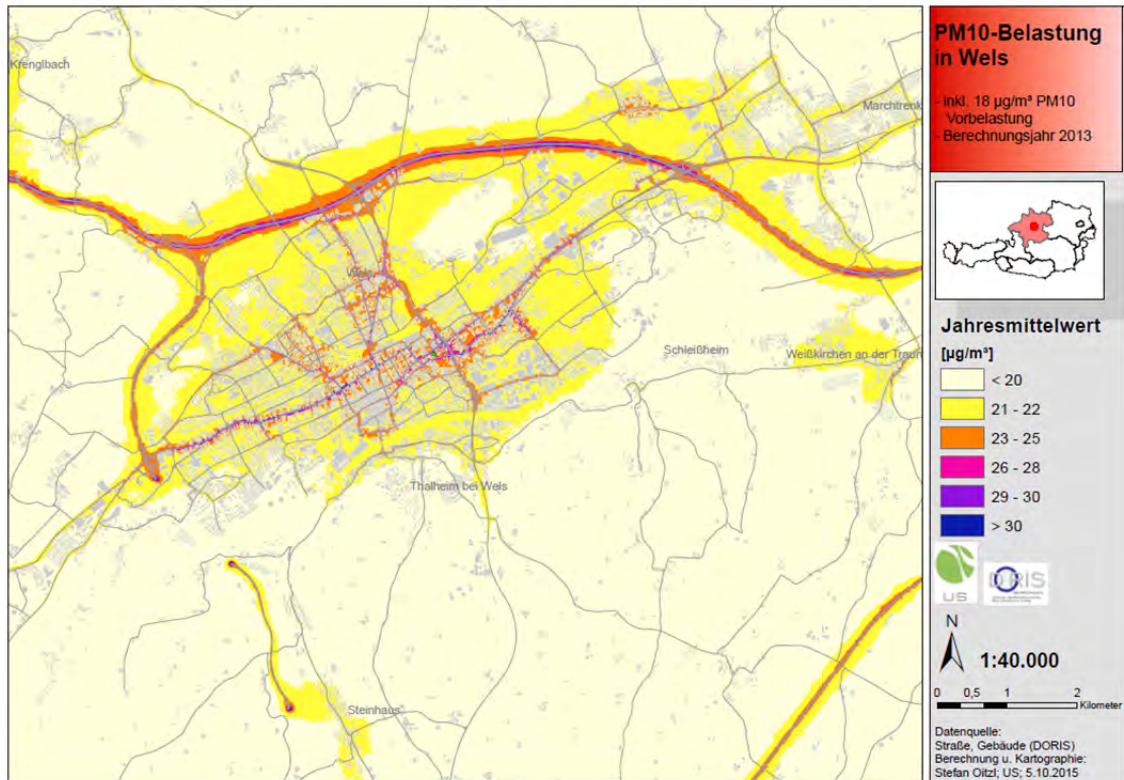 PM10-Belastung
in Wels
- inkl. 18 µg/m³ PM10
Vorbelastung
- Berechnungsjahr 2013
Krenglbach
Marchtrenk
Wels
Schleißheim
Weißkirchen an der Traun
Thalheim bei Wels
Steinhaus
Jahresmittelwert
[µg/m³]
< 20
21 - 22
23 - 25
26 - 28
29 - 30
> 30
US
DORIS
N
1:40.000
0 0,5 1 2
Kilometer
Datenquelle:
Straße, Gebäude (DORIS)
Berechnung u. Kartographie:
Stefan Oitzl; US; 5.10.2015